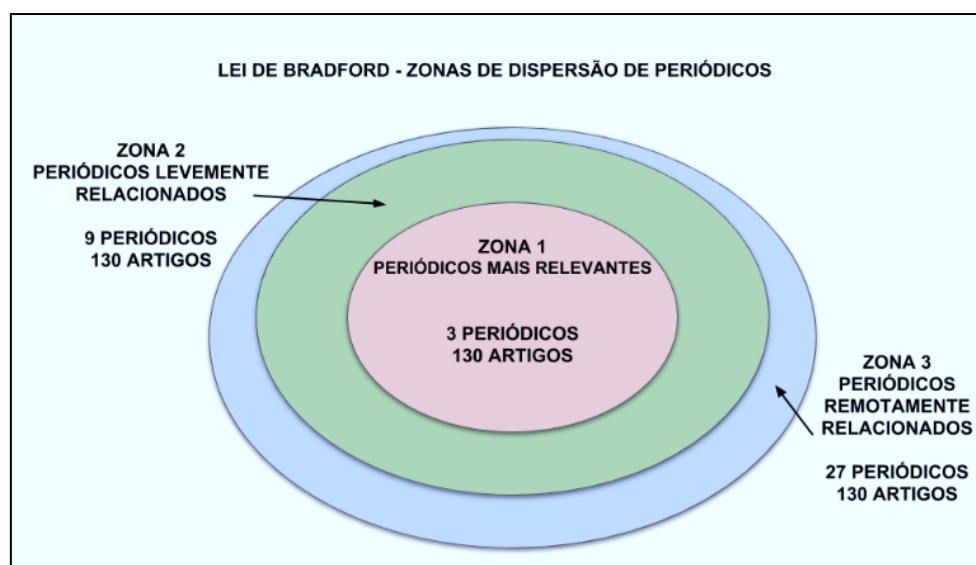 LEI DE BRADFORD - ZONAS DE DISPERSÃO DE PERIÓDICOS
ZONA 2
PERIÓDICOS LEVEMENTE
RELACIONADOS
9 PERIÓDICOS
130 ARTIGOS
ZONA 1
PERIÓDICOS MAIS RELEVANTES
3 PERIÓDICOS
130 ARTIGOS
ZONA 3
PERIÓDICOS
REMOTAMENTE
RELACIONADOS
27 PERIÓDICOS
130 ARTIGOS